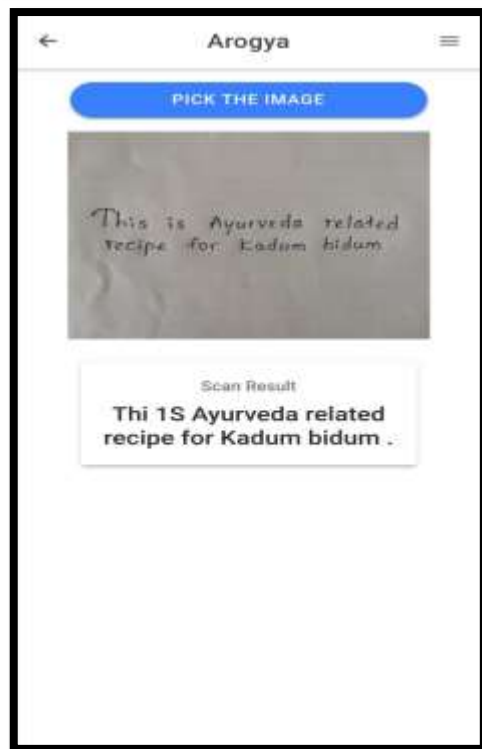 Arogya
PICK THE IMAGE
This is Ayurveda related
recipe for Kadum bidum
Scan Result
Thi 1S Ayurveda related
recipe for Kadum bidum .